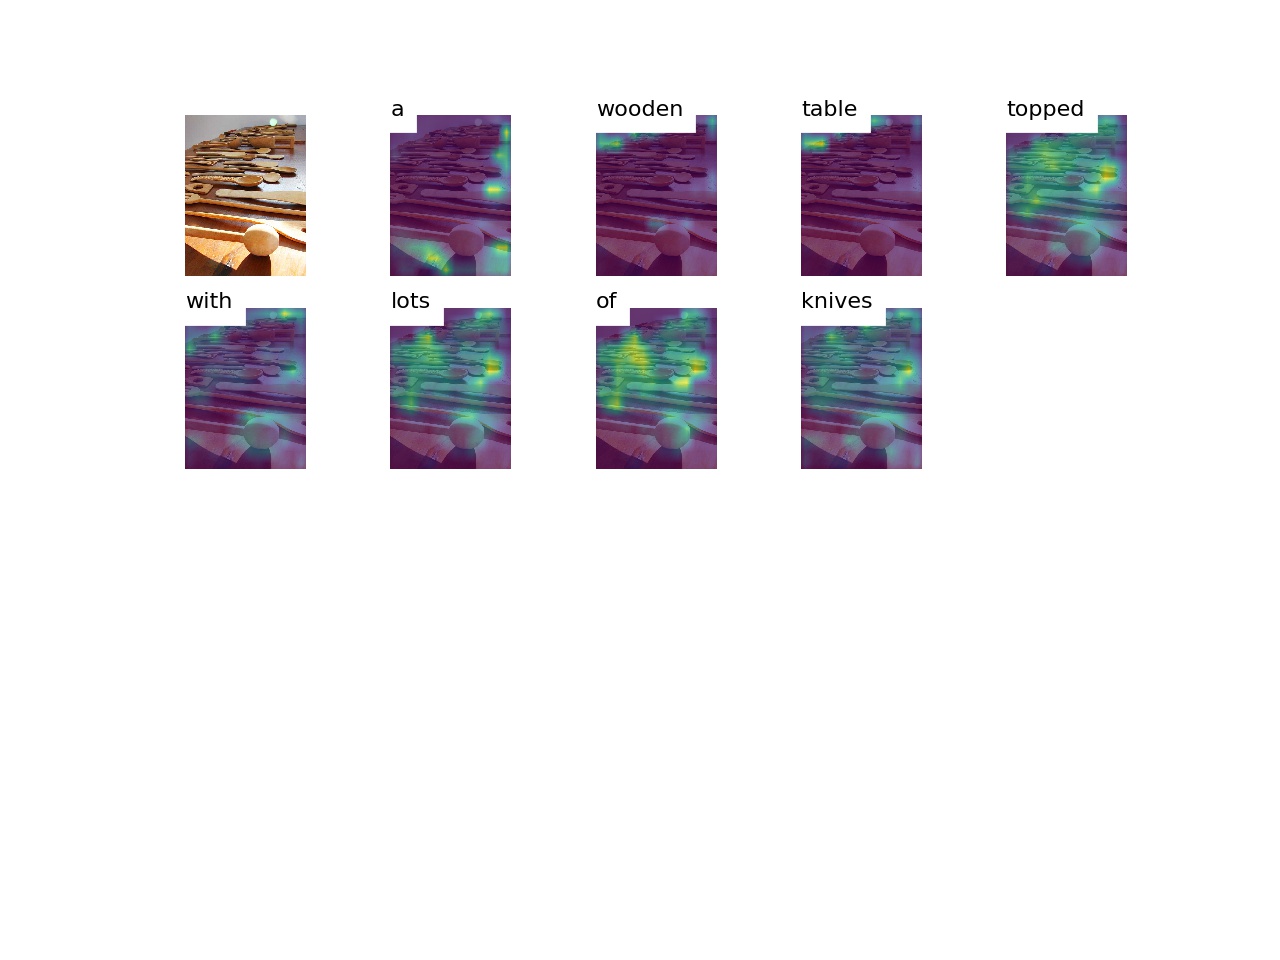 a
wooden
table
topped
with
lots
of
knives